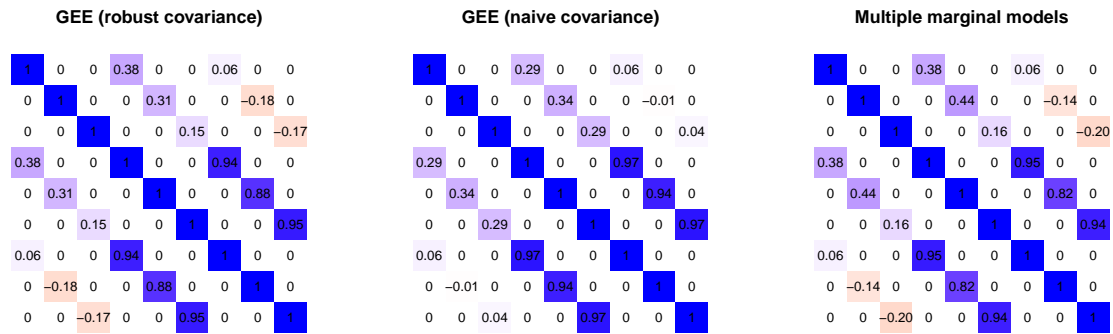 GEE (robust covariance) GEE (naive covariance) Multiple marginal models
1 0 0 0.38 0 0 0.06 0 0 1 0 0 0.29 0 0 0.06 0 0 1 0 0 0.38 0 0 0.06 0 0
0 1 0 0 0.31 0 0 −0.18 0 0 1 0 0 0.34 0 0 −0.01 0 0 1 0 0 0.44 0 0 −0.14 0
0 0 1 0 0 0.15 0 0 −0.17 0 0 1 0 0 0.29 0 0 0.04 0 0 1 0 0 0.16 0 0 −0.20
0.38 0 0 1 0 0 0.94 0 0 0.29 0 0 1 0 0 0.97 0 0 0.38 0 0 1 0 0 0.95 0 0
0 0.31 0 0 1 0 0 0.88 0 0 0.34 0 0 1 0 0 0.94 0 0 0.44 0 0 1 0 0 0.82 0
0 0 0.15 0 0 1 0 0 0.95 0 0 0.29 0 0 1 0 0 0.97 0 0 0.16 0 0 1 0 0 0.94
0.06 0 0 0.94 0 0 1 0 0 0.06 0 0 0.97 0 0 1 0 0 0.06 0 0 0.95 0 0 1 0 0
0 −0.18 0 0 0.88 0 0 1 0 0 −0.01 0 0 0.94 0 0 1 0 0 −0.14 0 0 0.82 0 0 1 0
0 0 −0.17 0 0 0.95 0 0 1 0 0 0.04 0 0 0.97 0 0 1 0 0 −0.20 0 0 0.94 0 0 1